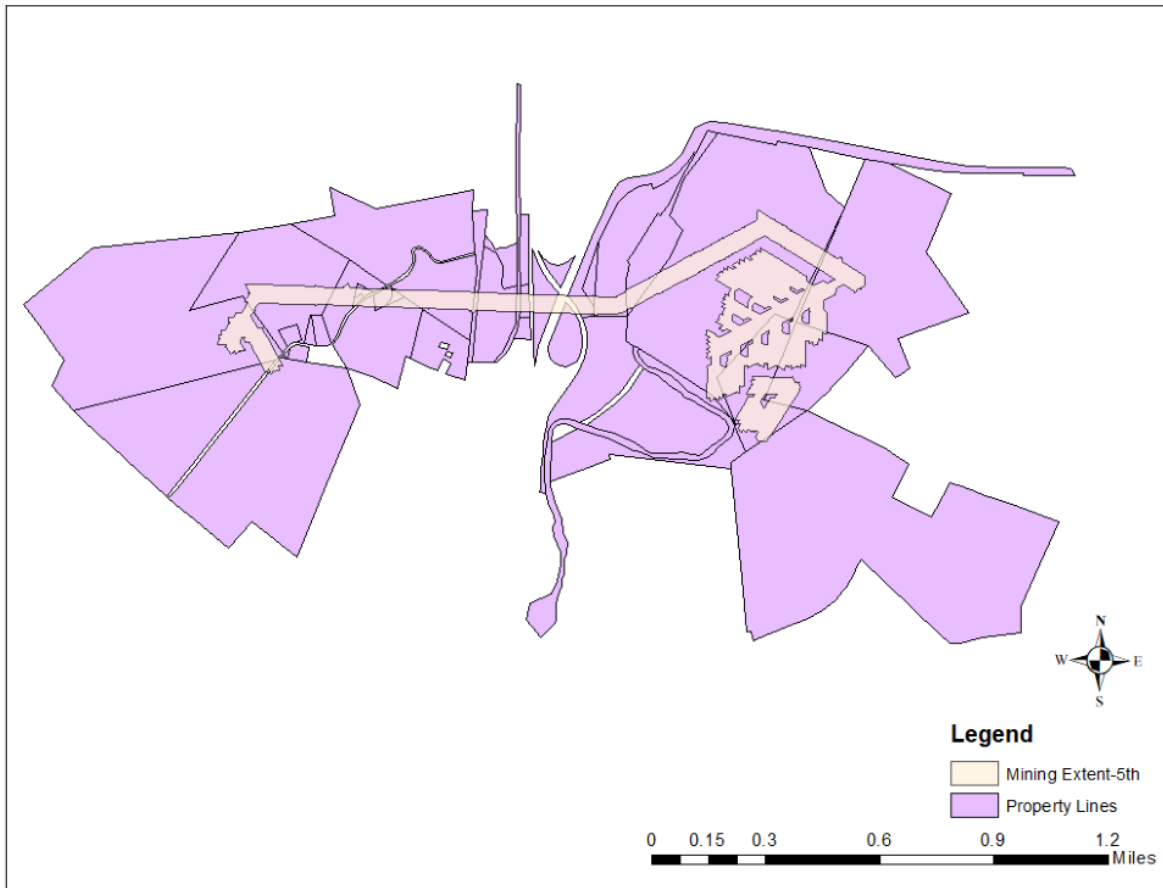 N
W E
S
Legend
Mining Extent-5th
Property Lines
0 0.15 0.3 0.6 0.9 1.2
Miles